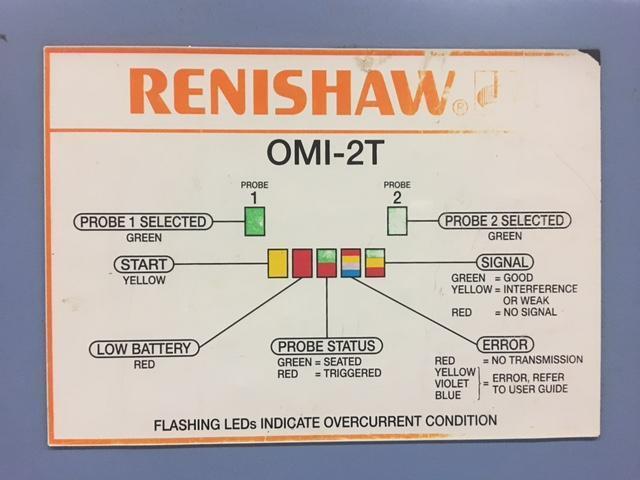 RENISHAW®
OMI-2T
PROBE 1
PROBE 2
PROBE 1 SELECTED
GREEN
PROBE 2 SELECTED
GREEN
START
YELLOW
SIGNAL
GREEN = GOOD
YELLOW = INTERFERENCE
OR WEAK
RED = NO SIGNAL
LOW BATTERY
RED
PROBE STATUS
GREEN = SEATED
RED = TRIGGERED
ERROR
RED = NO TRANSMISSION
YELLOW
VIOLET
BLUE
= ERROR, REFER
TO USER GUIDE
FLASHING LEDs INDICATE OVERCURRENT CONDITION